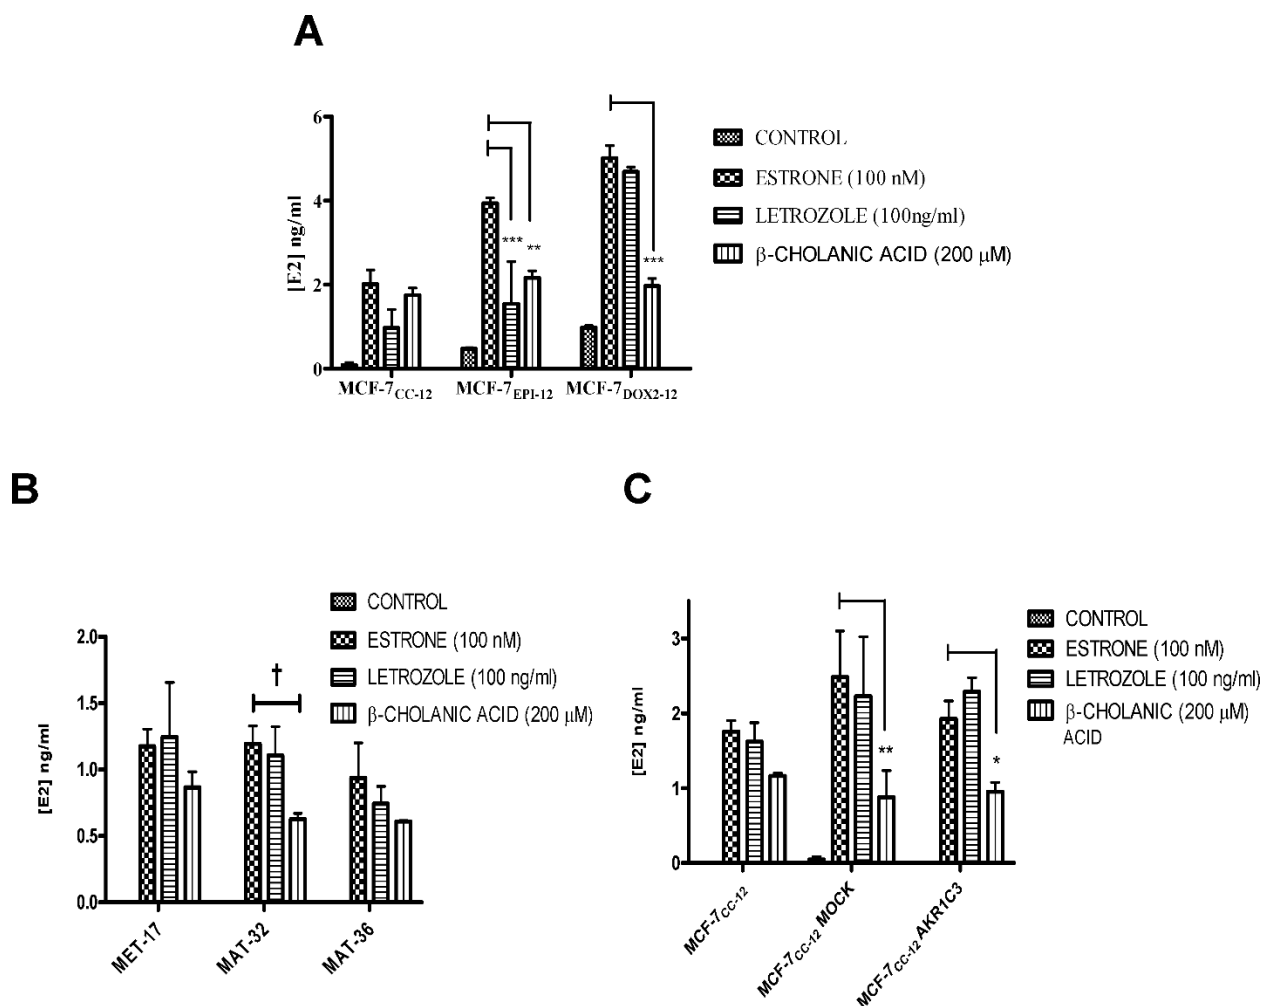 A
6
4
2
0
[E2] ng/ml
*** **
***
MCF-7CC-12 MCF-7EPI-12 MCF-7DOX2-12
CONTROL
ESTRONE (100 nM)
LETROZOLE (100ng/ml)
β-CHOLANIC ACID (200 μM)
B
2.0
1.5
1.0
0.5
0.0
[E2] ng/ml
†
MET-17 MAT-32 MAT-36
CONTROL
ESTRONE (100 nM)
LETROZOLE (100 ng/ml)
β-CHOLANIC ACID (200 μM)
C
3
2
1
0
[E2] ng/ml
**
*
MCF-7CC-12 MCF-7CC-12 MOCK MCF-7CC-12 AKR1C3
CONTROL
ESTRONE (100 nM)
LETROZOLE (100 ng/ml)
β-CHOLANIC (200 μM)
ACID